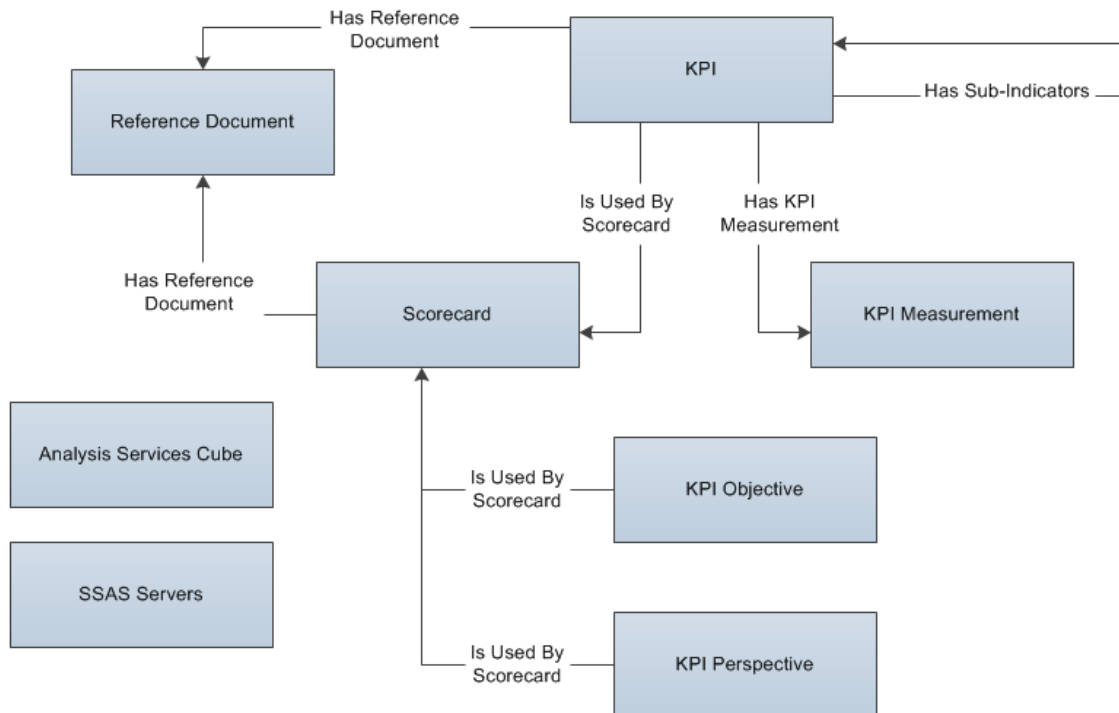 Has Reference
Document
KPI
Has Sub-Indicators
Reference Document
Is Used By
Scorecard
Has KPI
Measurement
Has Reference
Document
Scorecard
KPI Measurement
Analysis Services Cube
Is Used By
Scorecard
KPI Objective
SSAS Servers
Is Used By
Scorecard
KPI Perspective